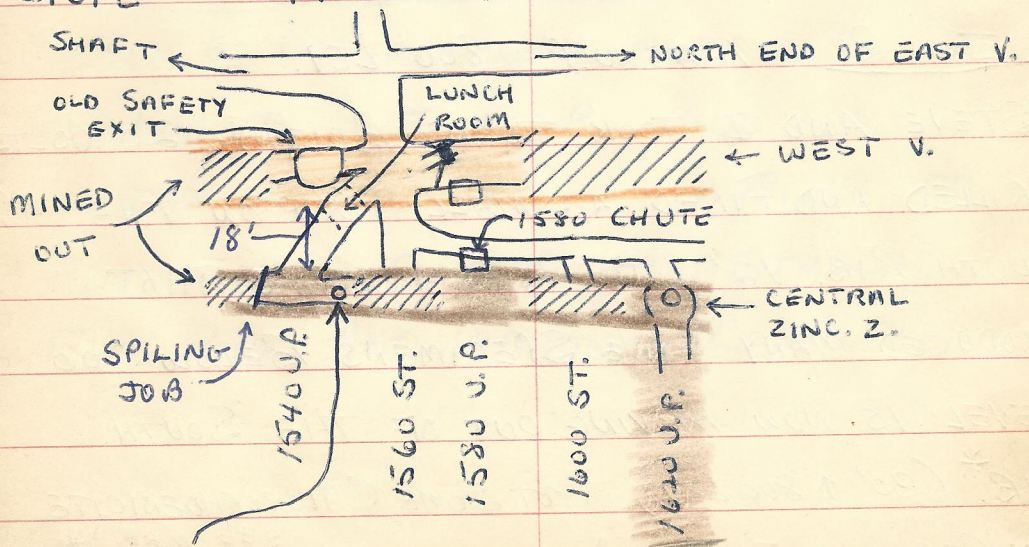 SHAFT
NORTH END OF EAST V.
OLD SAFETY
EXIT
LUNCH
ROOM
WEST V.
MINED
OUT
18'
1580 CHUTE
CENTRAL
ZINC. Z.
SPILING
JOB
1540 U.P.
1560 ST.
1580 U.P.
1600 ST.
1620 U.P.